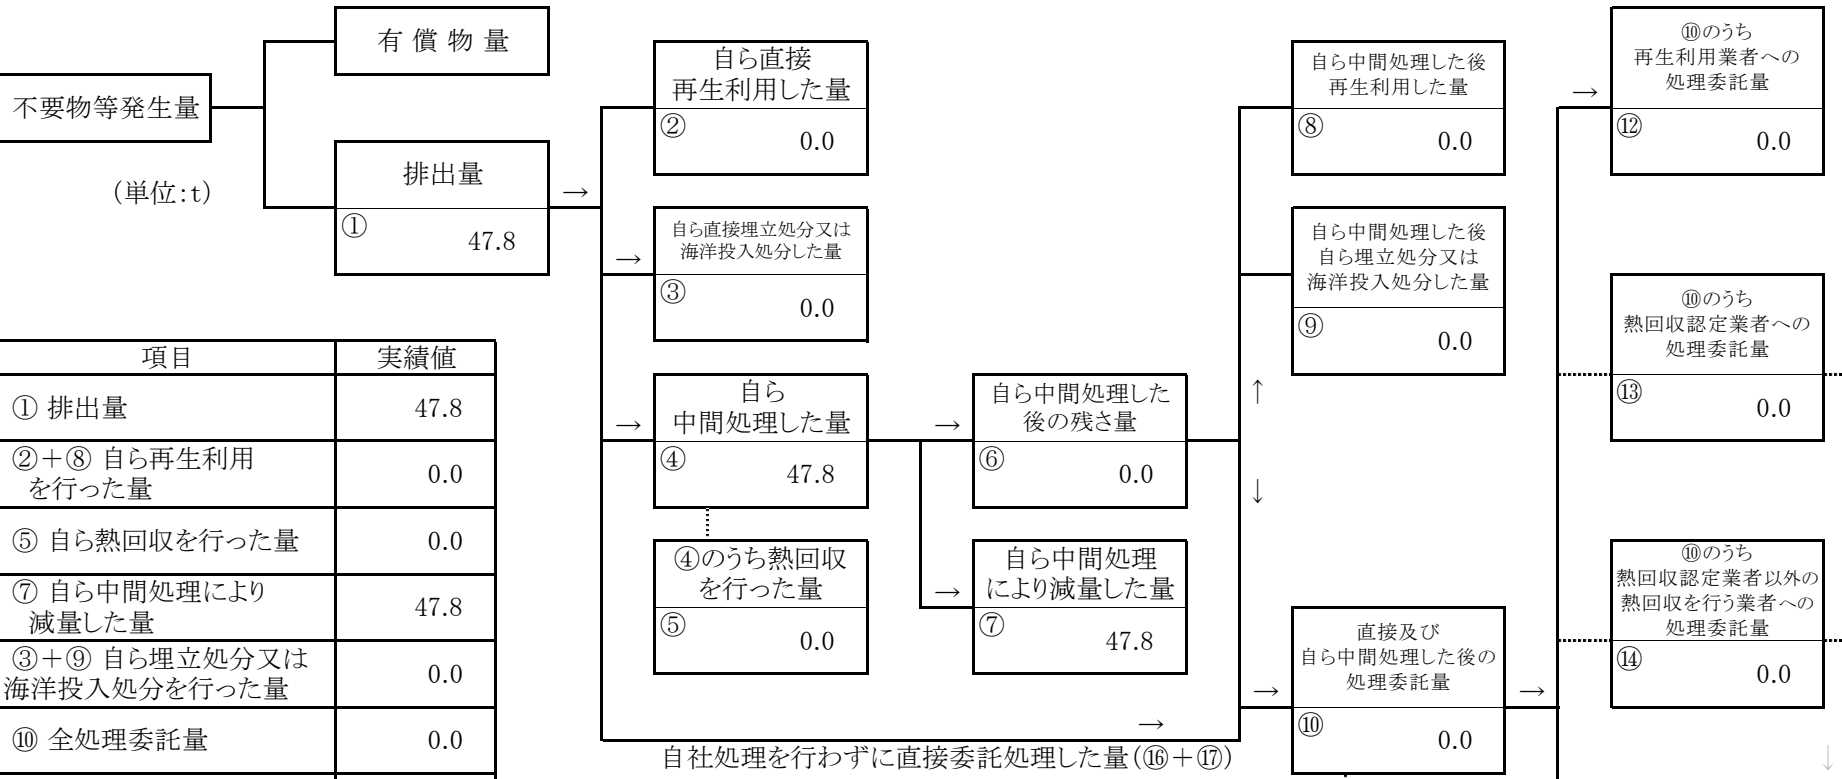 有 償 物 量
不要物等発生量
(単位:t)
排出量
①
47.8
→
自ら直接
再生利用した量
②
0.0
→
自ら直接埋立処分又は
海洋投入処分した量
③
0.0
→
自ら
中間処理した量
④
47.8
④のうち熱回収
を行った量
⑤
0.0
→
自ら中間処理した
後の残さ量
⑥
0.0
→
自ら中間処理
により減量した量
⑦
47.8
→
自社処理を行わずに直接委託処理した量(⑯+⑰)
自ら中間処理した後
再生利用した量
⑧
0.0
自ら中間処理した後
自ら埋立処分又は
海洋投入処分した量
⑨
0.0
↑
↓
→
直接及び
自ら中間処理した後の
処理委託量
⑩
0.0
→
→
⑩のうち
再生利用業者への
処理委託量
⑫
0.0
⑩のうち
熱回収認定業者への
処理委託量
⑬
0.0
⑩のうち
熱回収認定業者以外の
熱回収を行う業者への
処理委託量
⑭
0.0
↓
項目 実績値
① 排出量 47.8
②+⑧ 自ら再生利用
を行った量
0.0
⑤ 自ら熱回収を行った量 0.0
⑦ 自ら中間処理により
減量した量
47.8
③+⑨ 自ら埋立処分又は
海洋投入処分を行った量
0.0
⑩ 全処理委託量 0.0